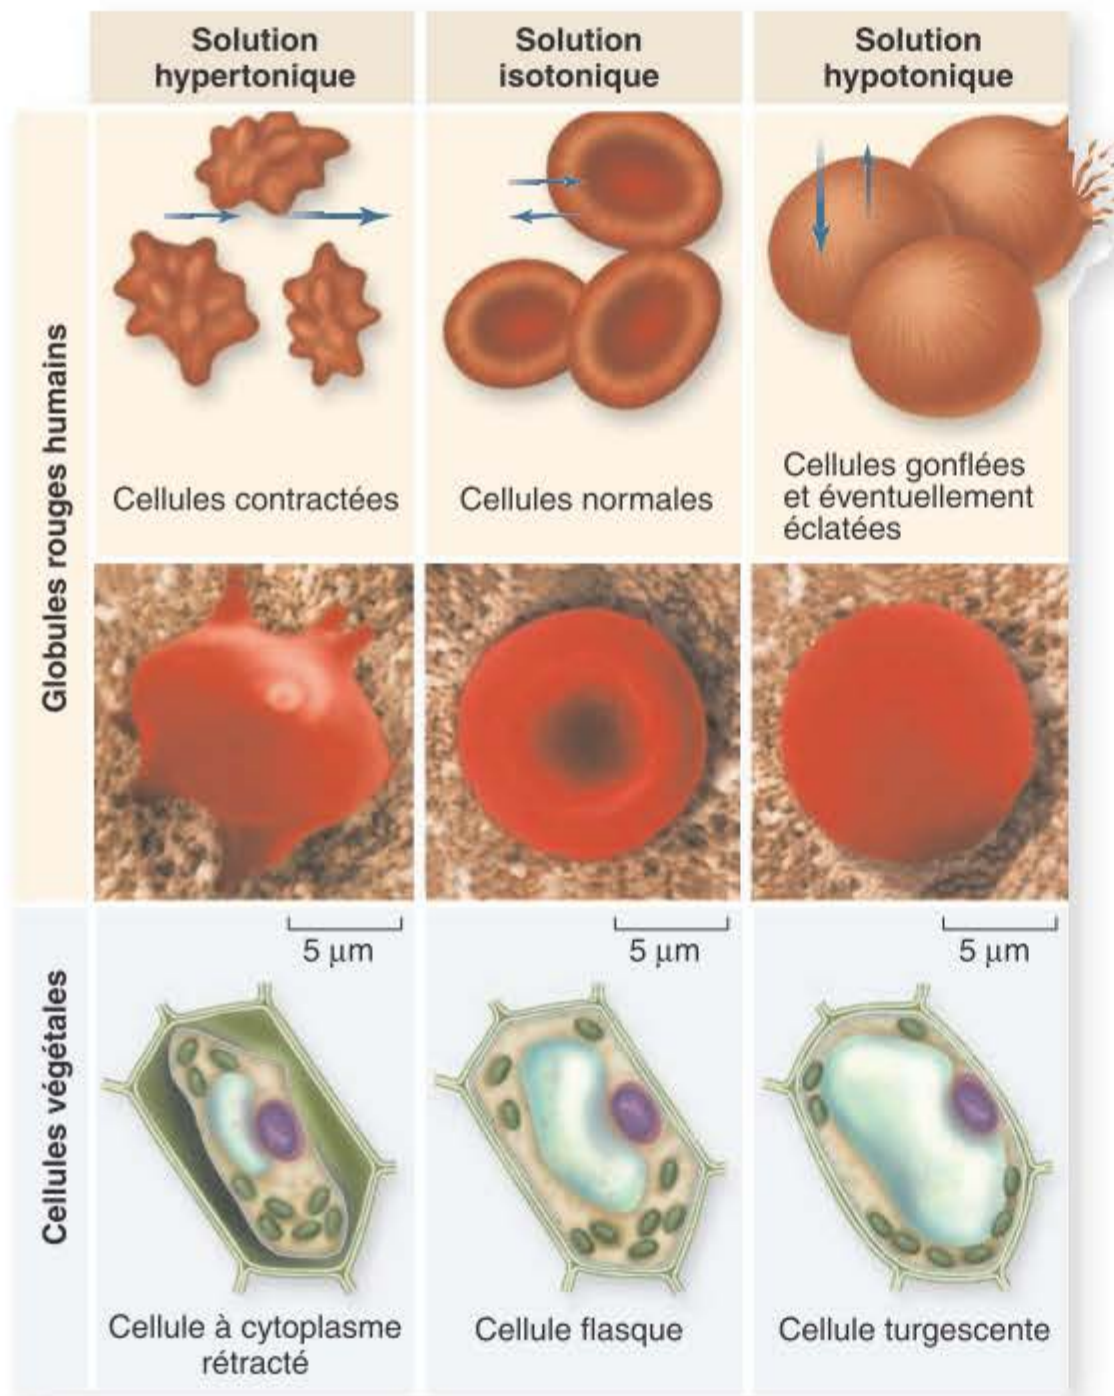 Solution
hypertonique
Solution
isotonique
Solution
hypotonique
Globules rouges humains
Cellules contractées
Cellules normales
Cellules gonflées
et éventuellement
éclatées
5 μm
5 μm
5 μm
Cellules végétales
Cellule à cytoplasme
rétracté
Cellule flasque
Cellule turgescente